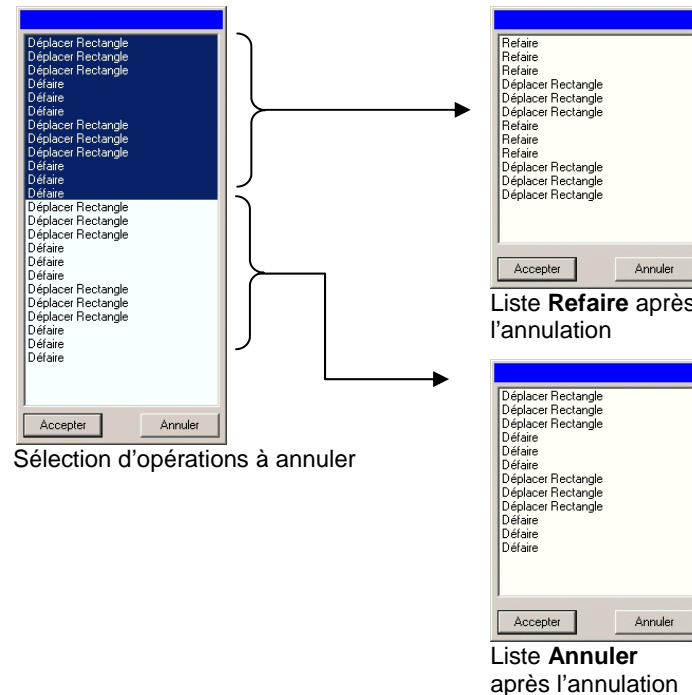 Déplacer Rectangle
Déplacer Rectangle
Déplacer Rectangle
Défaire
Défaire
Défaire
Déplacer Rectangle
Déplacer Rectangle
Déplacer Rectangle
Défaire
Défaire
Défaire
Déplacer Rectangle
Déplacer Rectangle
Déplacer Rectangle
Défaire
Défaire
Défaire
Déplacer Rectangle
Déplacer Rectangle
Déplacer Rectangle
Défaire
Défaire
Défaire
Accepter Annuler
Sélection d'opérations à annuler
Refaire
Refaire
Refaire
Déplacer Rectangle
Déplacer Rectangle
Déplacer Rectangle
Refaire
Refaire
Refaire
Déplacer Rectangle
Déplacer Rectangle
Déplacer Rectangle
Accepter Annuler
Liste Refaire après
l'annulation
Déplacer Rectangle
Déplacer Rectangle
Déplacer Rectangle
Défaire
Défaire
Défaire
Déplacer Rectangle
Déplacer Rectangle
Déplacer Rectangle
Défaire
Défaire
Défaire
Accepter Annuler
Liste Annuler
après l'annulation